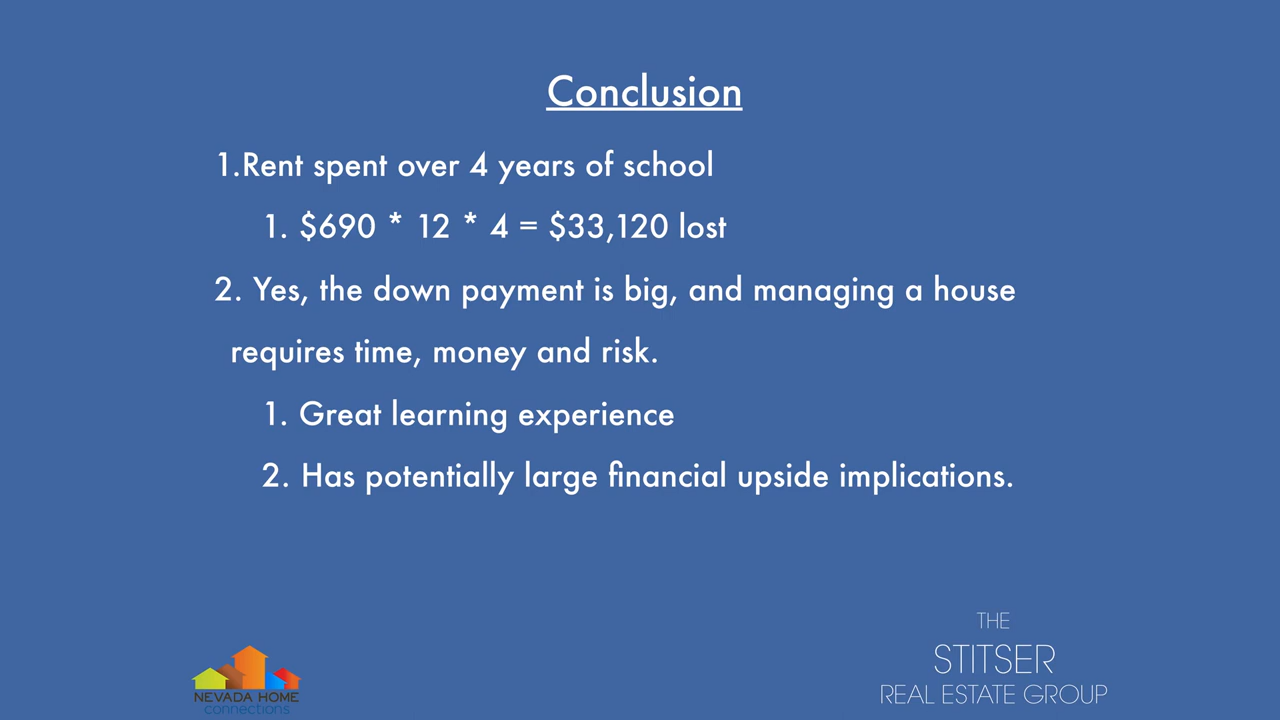 Conclusion
1.Rent spent over 4 years of school
1. $690 * 12 * 4 = $33,120 lost
2. Yes, the down payment is big, and managing a house
requires time, money and risk.
1. Great learning experience
2. Has potentially large financial upside implications.
THE
STITSER
REAL ESTATE GROUP
NEVADA HOME
connections